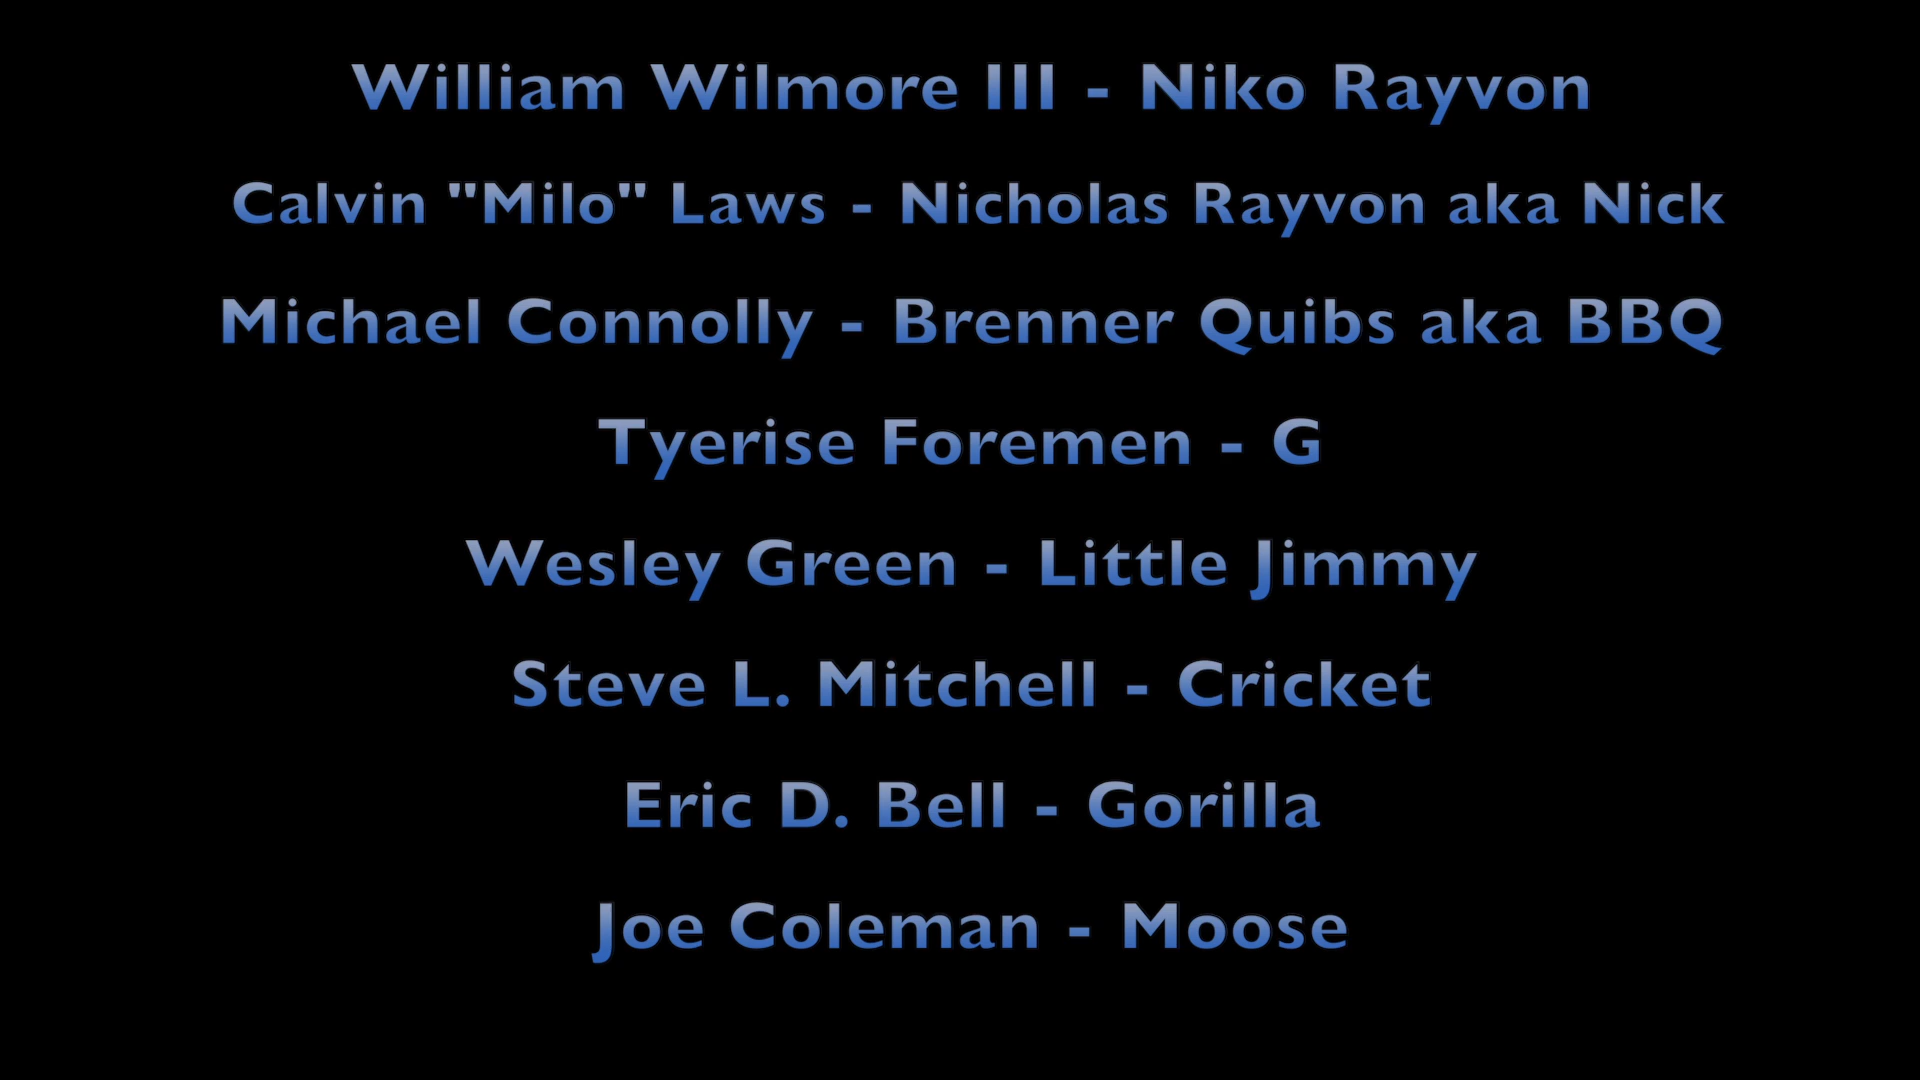 William Wilmore III - Niko Rayvon
Calvin "Milo" Laws - Nicholas Rayvon aka Nick
Michael Connolly - Brenner Quibs aka BBQ
Tyerise Foremen - G
Wesley Green - Little Jimmy
Steve L. Mitchell - Cricket
Eric D. Bell - Gorilla
Joe Coleman - Moose